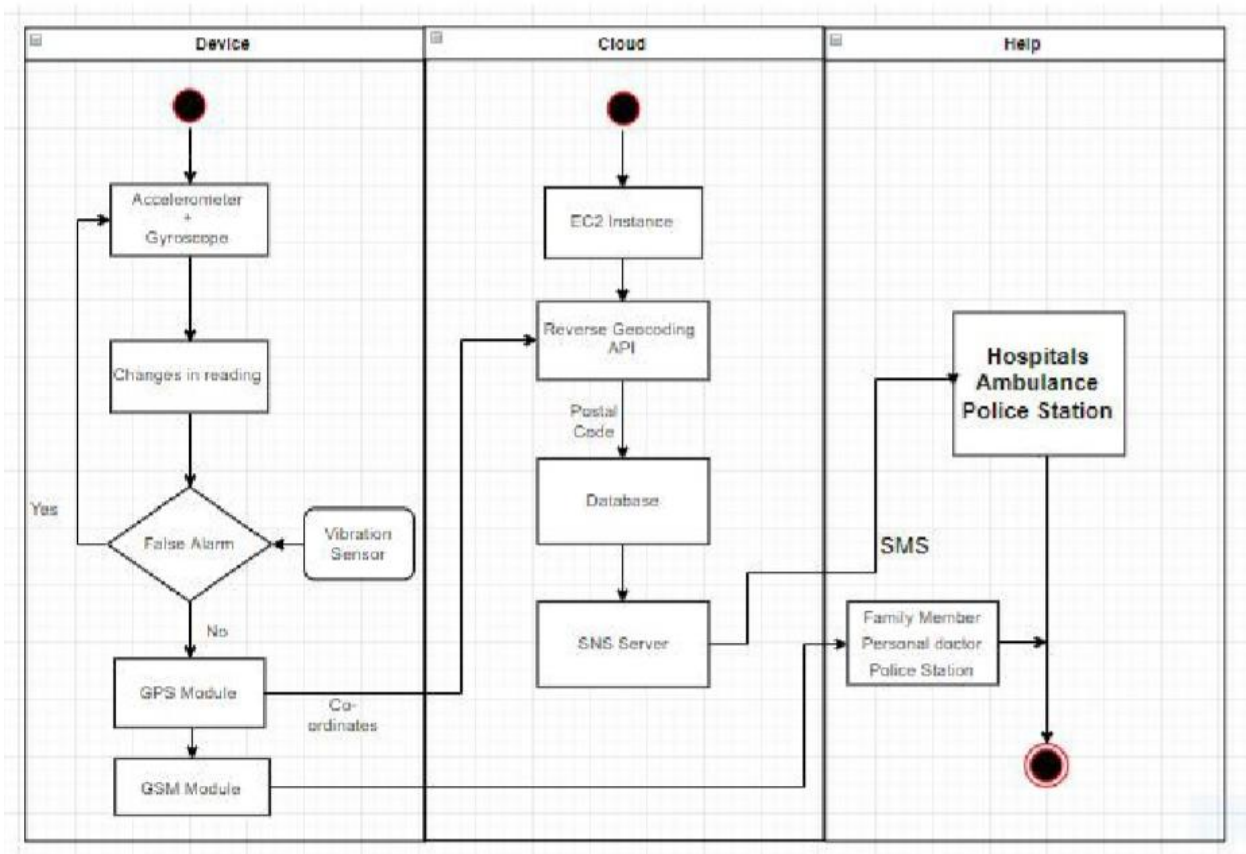 Device
Accelerometer
+
Gyroscope
Changes in reading
Yes
False Alarm
Vibration
Sensor
No
GPS Module
Co-
ordinates
GSM Module
Cloud
EC2 Instance
Reverse Geocoding
API
Postal
Code
Database
SNS Server
Help
Hospitals
Ambulance
Police Station
SMS
Family Member
Personal doctor
Police Station